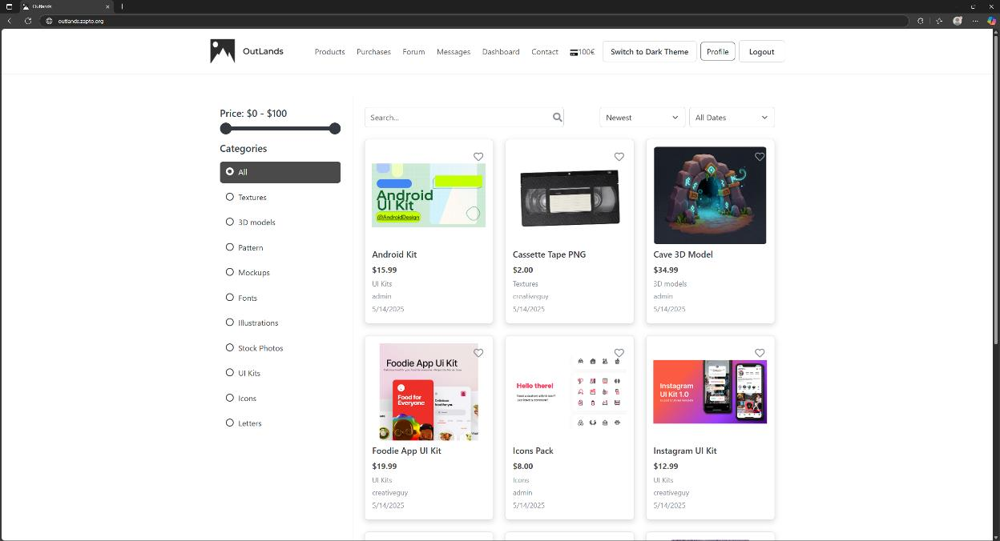 Outlands
outlands.zapto.org
OutLands
Products
Purchases
Forum
Messages
Dashboard
Contact
100€
Switch to Dark Theme
Profile
Logout
Price: $0 - $100
Categories
All
Textures
3D models
Pattern
Mockups
Fonts
Illustrations
Stock Photos
UI Kits
Icons
Letters
Search...
Newest
All Dates
Android
UI Kit
@AndroidDesign
Android Kit
$15.99
UI Kits
admin
5/14/2025
Cassette Tape PNG
$2.00
Textures
creativeguy
5/14/2025
Cave 3D Model
$34.99
3D models
admin
5/14/2025
Foodie App Ui Kit
Food for
Everyone
Delicious
food for you.
Foodie App UI Kit
$19.99
UI Kits
creativeguy
5/14/2025
Hello there!
Icons Pack
$8.00
Icons
admin
5/14/2025
Instagram
UI Kit 1.0
Instagram UI Kit
$12.99
UI Kits
creativeguy
5/14/2025